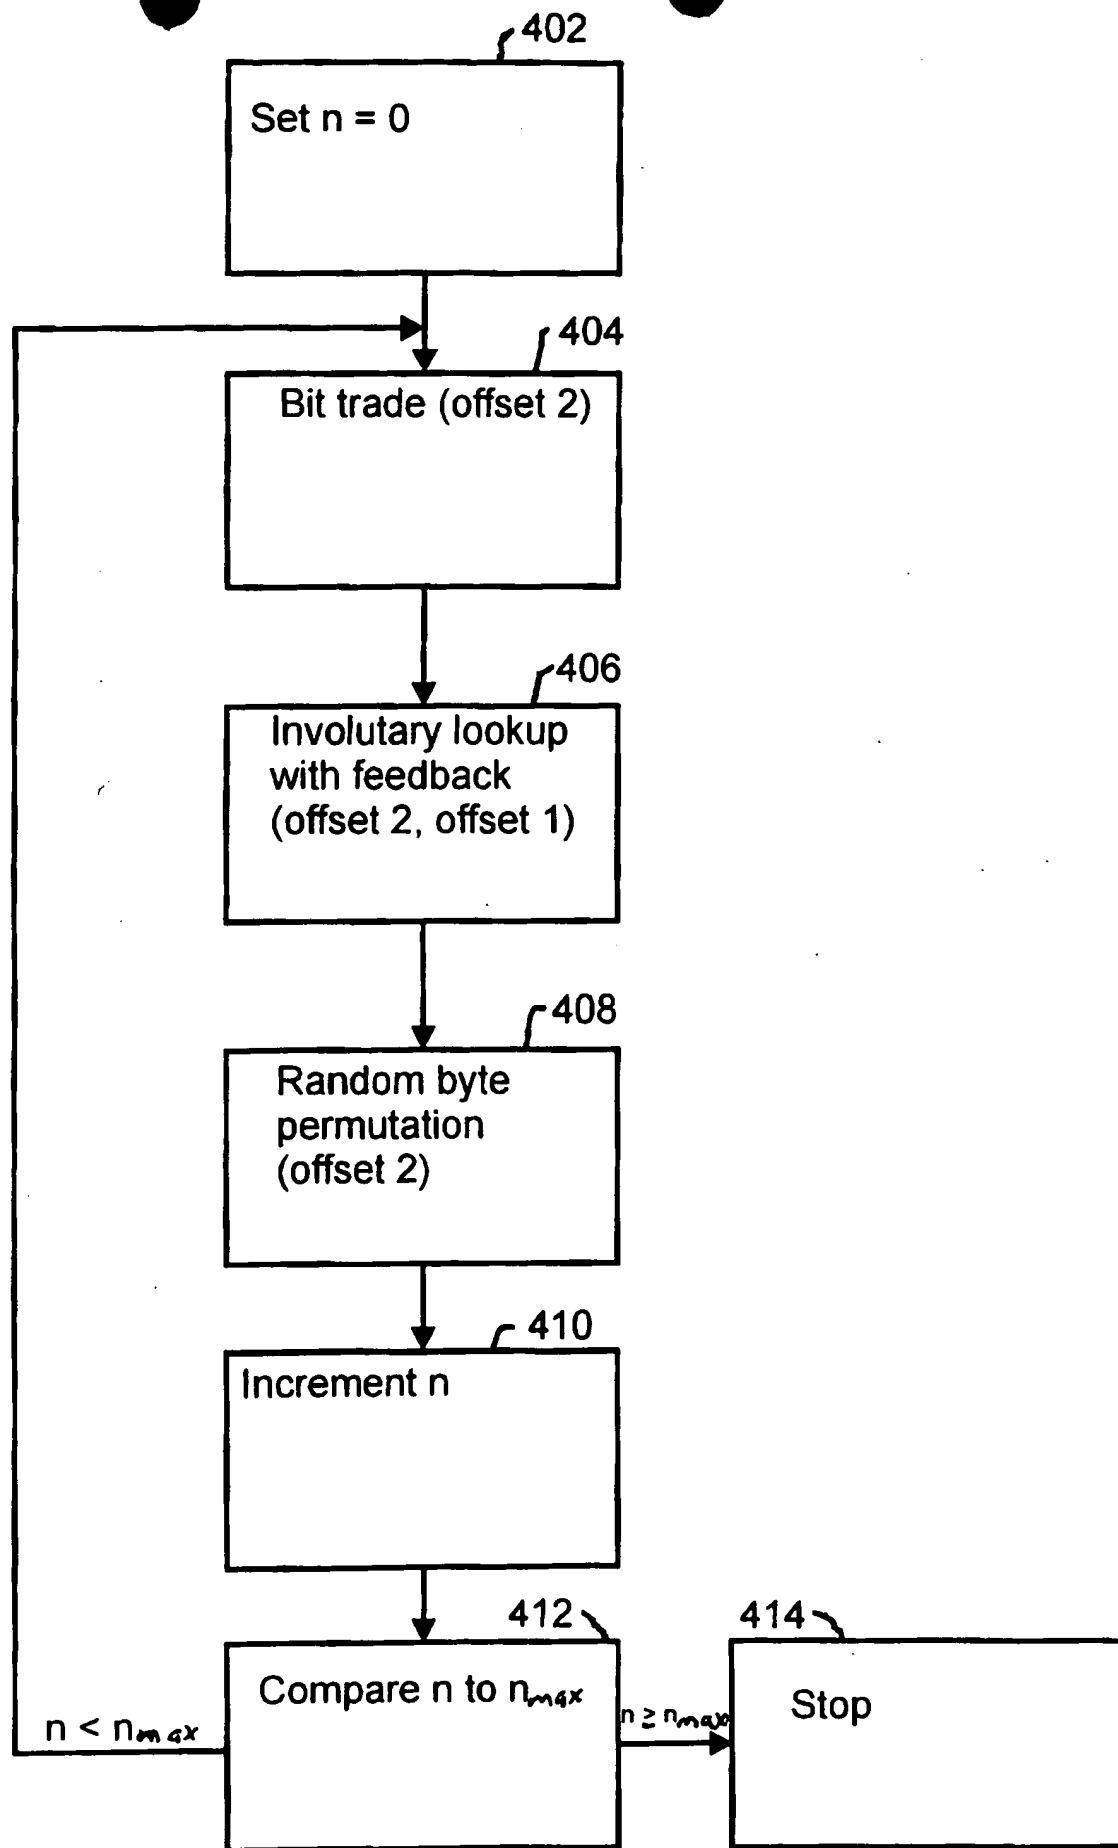 402
Set n = 0
404
Bit trade (offset 2)
406
Involutary lookup
with feedback
(offset 2, offset 1)
408
Random byte
permutation
(offset 2)
410
Increment n
412
414
Compare n to nmax
n ≥ nmax
Stop
n < nmax